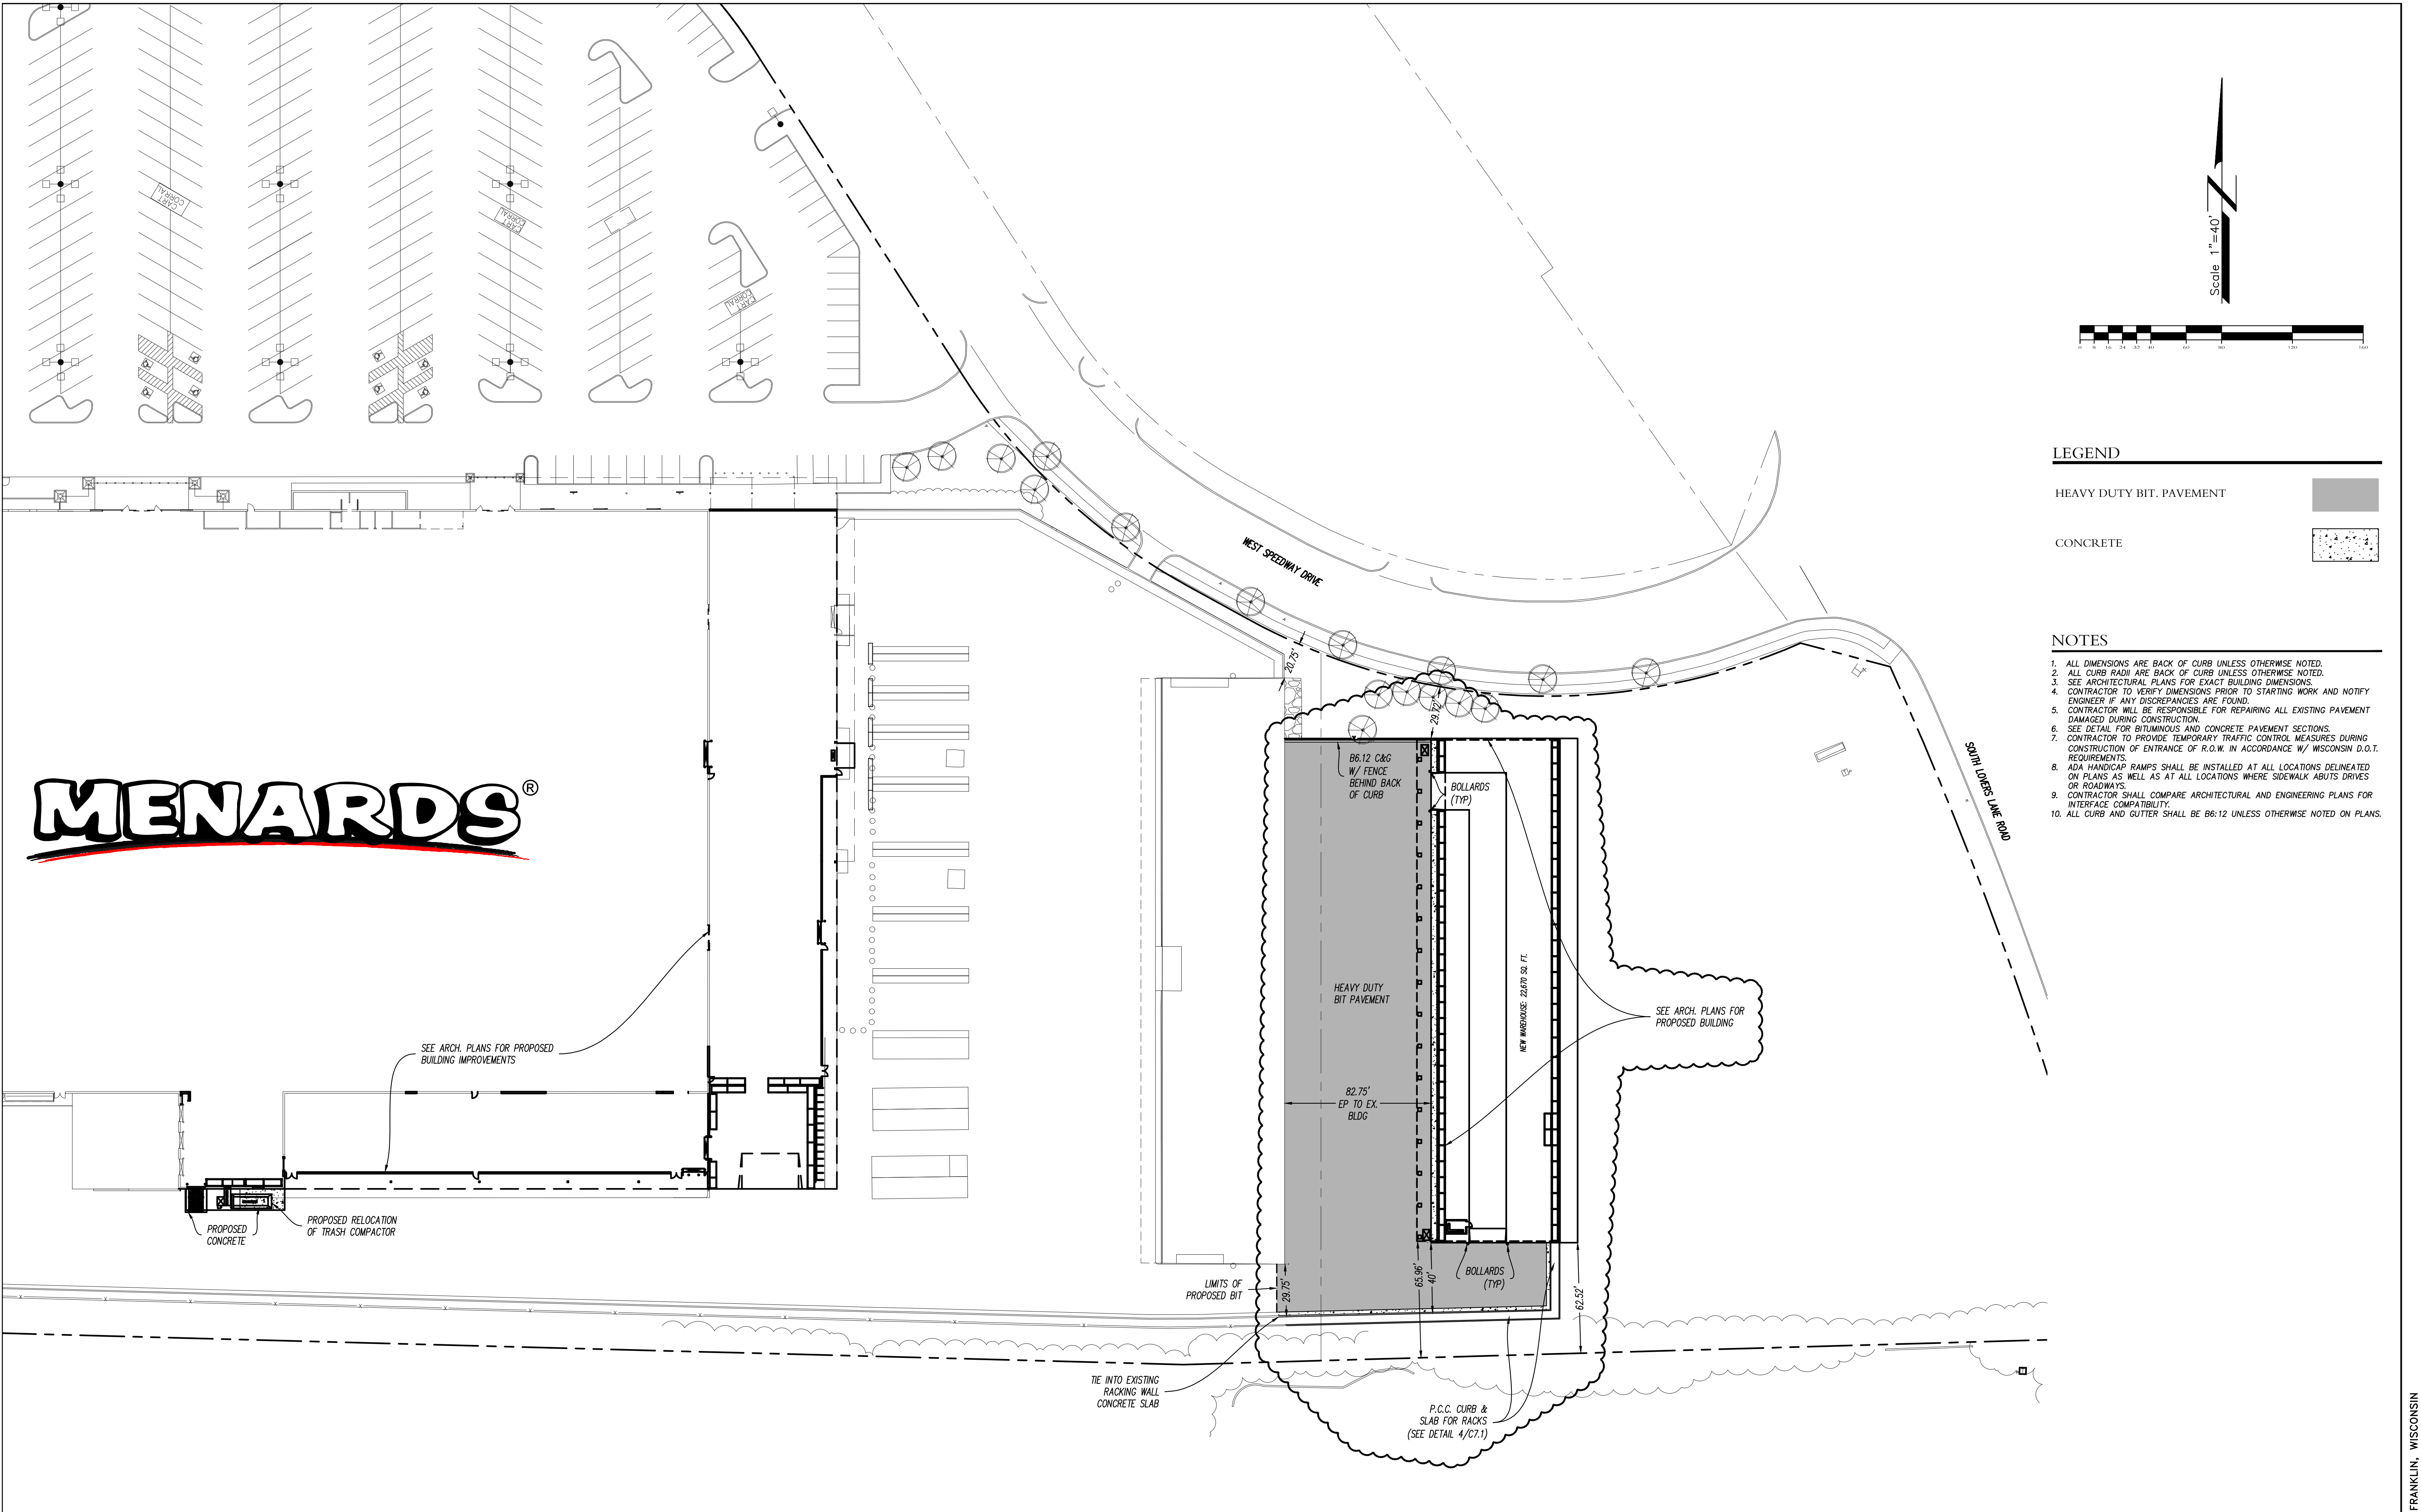 CART
CORRAL
CART
CORRAL
CART
CORRAL
Scale 1"=40'
0 8 16 24 32 40 60 80 120 160
LEGEND
HEAVY DUTY BIT. PAVEMENT
CONCRETE
NOTES
1. ALL DIMENSIONS ARE BACK OF CURB UNLESS OTHERWISE NOTED.
2. ALL CURB RADII ARE BACK OF CURB UNLESS OTHERWISE NOTED.
3. SEE ARCHITECTURAL PLANS FOR EXACT BUILDING DIMENSIONS.
4. CONTRACTOR TO VERIFY DIMENSIONS PRIOR TO STARTING WORK AND NOTIFY
ENGINEER IF ANY DISCREPANCIES ARE FOUND.
5. CONTRACTOR WILL BE RESPONSIBLE FOR REPAIRING ALL EXISTING PAVEMENT
DAMAGED DURING CONSTRUCTION.
6. SEE DETAIL FOR BITUMINOUS AND CONCRETE PAVEMENT SECTIONS.
7. CONTRACTOR TO PROVIDE TEMPORARY TRAFFIC CONTROL MEASURES DURING
CONSTRUCTION OF ENTRANCE OF R.O.W. IN ACCORDANCE W/ WISCONSIN D.O.T.
REQUIREMENTS.
8. ADA HANDICAP RAMPS SHALL BE INSTALLED AT ALL LOCATIONS DELINEATED
ON PLANS AS WELL AS AT ALL LOCATIONS WHERE SIDEWALK ABUTS DRIVES
OR ROADWAYS.
9. CONTRACTOR SHALL COMPARE ARCHITECTURAL AND ENGINEERING PLANS FOR
INTERFACE COMPATIBILITY.
10. ALL CURB AND GUTTER SHALL BE B6:12 UNLESS OTHERWISE NOTED ON PLANS.
WEST SPEEDWAY DRIVE
SOUTH LOVERS LANE ROAD
20.75'
29.72'
B6.12 C&G
W/ FENCE
BEHIND BACK
OF CURB
BOLLARDS
(TYP)
MENARDS®
HEAVY DUTY
BIT PAVEMENT
NEW WAREHOUSE: 22,670 SQ. FT.
SEE ARCH. PLANS FOR
PROPOSED BUILDING
SEE ARCH. PLANS FOR PROPOSED
BUILDING IMPROVEMENTS
82.75'
EP TO EX.
BLDG
PROPOSED
CONCRETE
PROPOSED RELOCATION
OF TRASH COMPACTOR
LIMITS OF
PROPOSED BIT
29.75'
65.96'
40'
BOLLARDS
(TYP)
62.52'
TIE INTO EXISTING
RACKING WALL
CONCRETE SLAB
P.C.C. CURB &
SLAB FOR RACKS
(SEE DETAIL 4/C7.1)
FRANKLIN, WISCONSIN